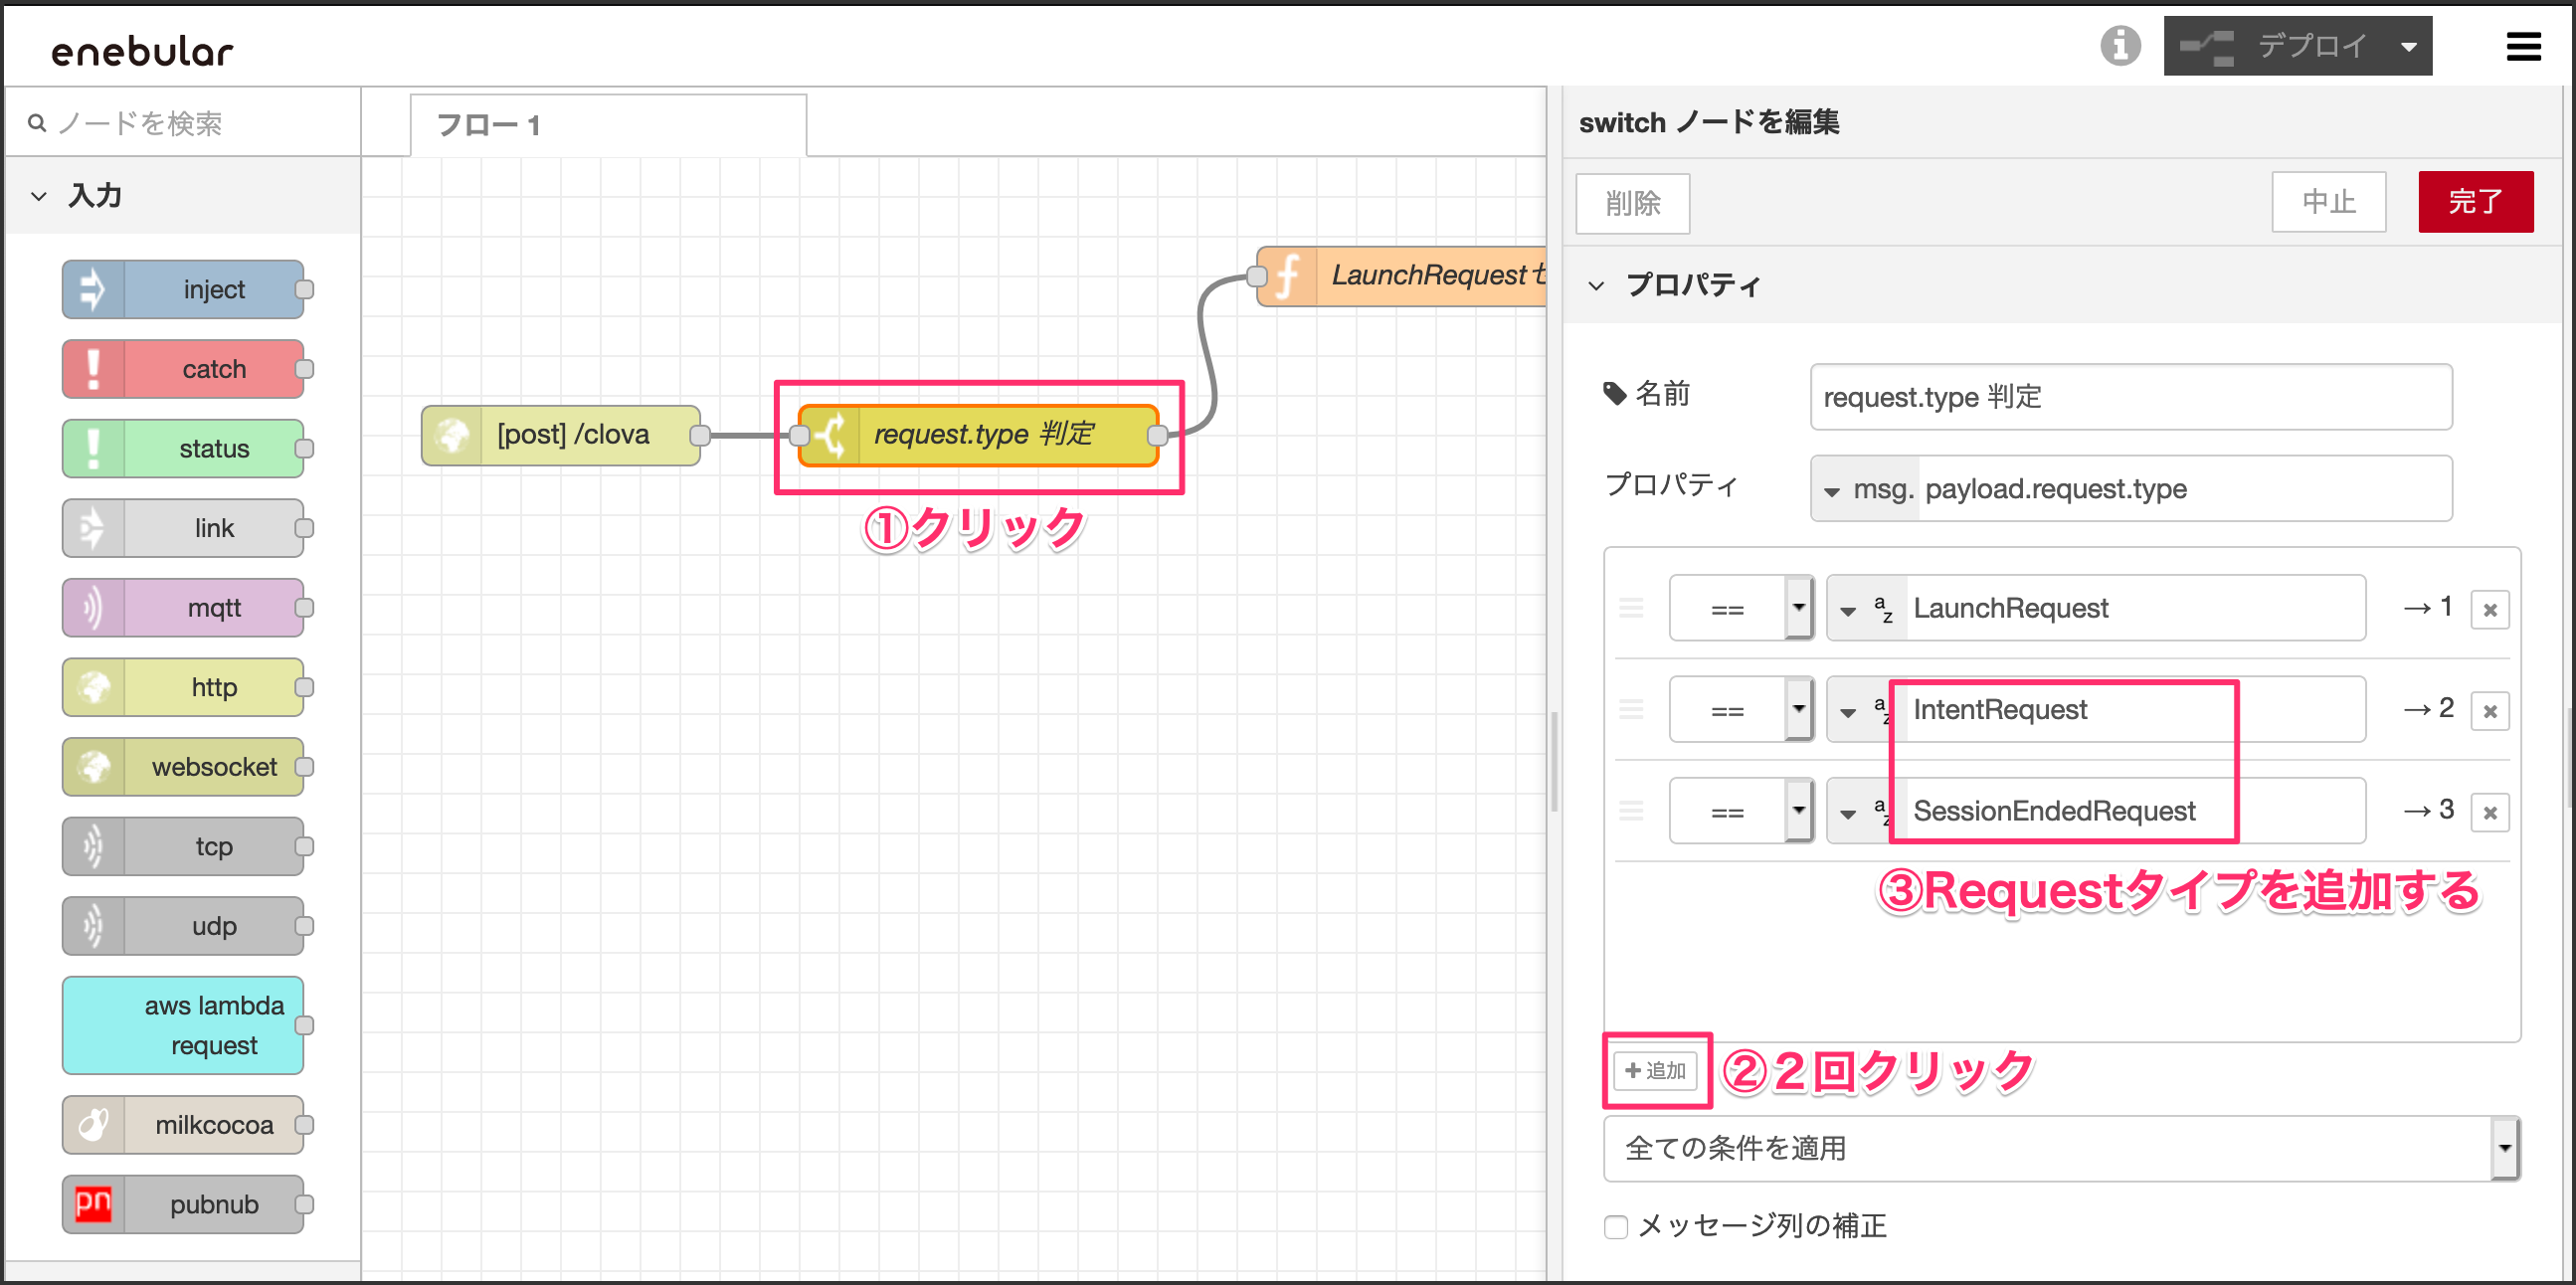 enebular
デプロイ
ノードを検索
フロー 1
switch ノードを編集
入力
削除
中止
完了
プロパティ
inject
catch
status
link
mqtt
http
websocket
tcp
udp
aws lambda
request
milkcocoa
pn
pubnub
LaunchRequest
[post] /clova
request.type 判定
①クリック
名前
request.type 判定
プロパティ
msg. payload.request.type
== az LaunchRequest → 1 ×
== az IntentRequest → 2 ×
== az SessionEndedRequest → 3 ×
③Requestタイプを追加する
+追加
②２回クリック
全ての条件を適用
メッセージ列の補正